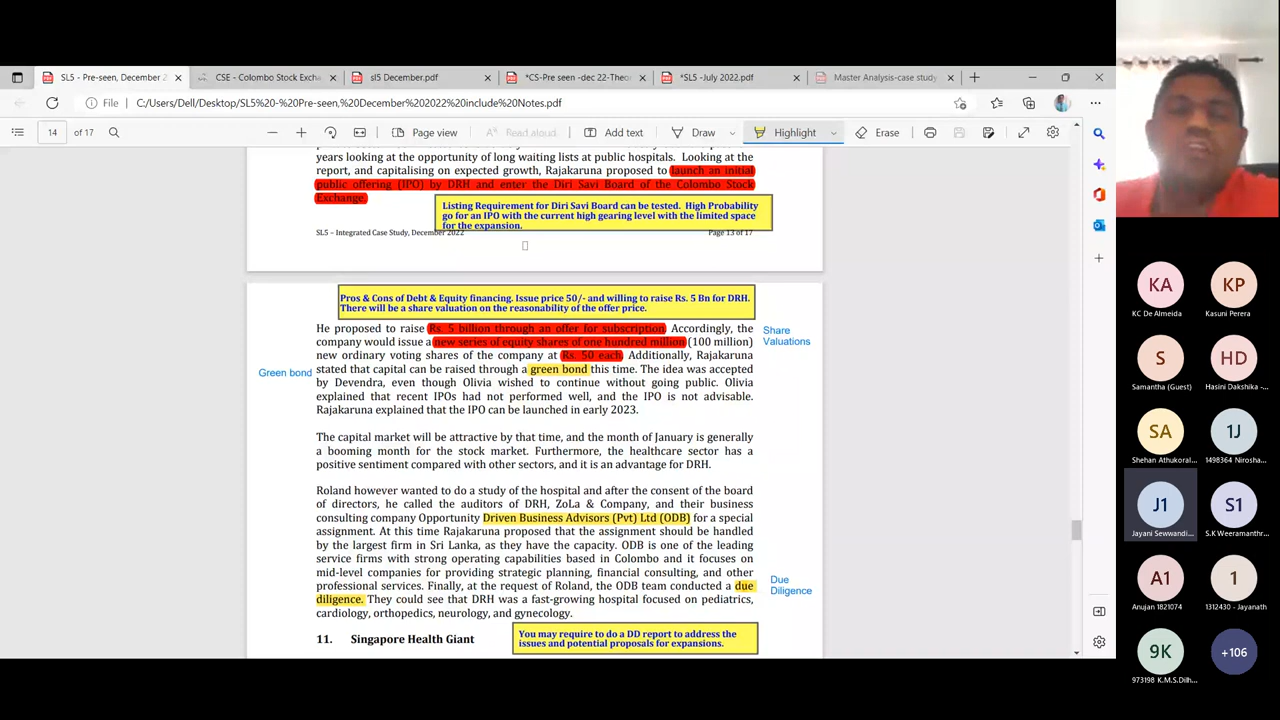 SL5 - Pre-seen, December 2
CSE - Colombo Stock Excha
sl5 December.pdf
*CS-Pre seen -dec 22-Theor
*SL5 -July 2022.pdf
Master Analysis-case study
File
C:/Users/Dell/Desktop/SL5%20-%20Pre-seen,%20December%202022%20include%20Notes.pdf
14 of 17
Page view
Read aloud
Add text
Draw
Highlight
Erase
years looking at the opportunity of long waiting lists at public hospitals. Looking at the
report, and capitalising on expected growth, Rajakaruna proposed to launch an initial
public offering (IPO) by DRH and enter the Diri Savi Board of the Colombo Stock
Exchange.
Listing Requirement for Diri Savi Board can be tested. High Probability
go for an IPO with the current high gearing level with the limited space
for the expansion.
SL5 – Integrated Case Study, December 2022
Page 13 of 17
Pros & Cons of Debt & Equity financing. Issue price 50/- and willing to raise Rs. 5 Bn for DRH.
There will be a share valuation on the reasonability of the offer price.
He proposed to raise Rs. 5 billion through an offer for subscription. Accordingly, the
company would issue a new series of equity shares of one hundred million (100 million)
new ordinary voting shares of the company at Rs. 50 each. Additionally, Rajakaruna
stated that capital can be raised through a green bond this time. The idea was accepted
by Devendra, even though Olivia wished to continue without going public. Olivia
explained that recent IPOs had not performed well, and the IPO is not advisable.
Rajakaruna explained that the IPO can be launched in early 2023.
Share
Valuations
Green bond
The capital market will be attractive by that time, and the month of January is generally
a booming month for the stock market. Furthermore, the healthcare sector has a
positive sentiment compared with other sectors, and it is an advantage for DRH.
Roland however wanted to do a study of the hospital and after the consent of the board
of directors, he called the auditors of DRH, ZoLa & Company, and their business
consulting company Opportunity Driven Business Advisors (Pvt) Ltd (ODB) for a special
assignment. At this time Rajakaruna proposed that the assignment should be handled
by the largest firm in Sri Lanka, as they have the capacity. ODB is one of the leading
service firms with strong operating capabilities based in Colombo and it focuses on
mid-level companies for providing strategic planning, financial consulting, and other
professional services. Finally, at the request of Roland, the ODB team conducted a due
diligence. They could see that DRH was a fast-growing hospital focused on pediatrics,
cardiology, orthopedics, neurology, and gynecology.
Due
Diligence
11. Singapore Health Giant
You may require to do a DD report to address the
issues and potential proposals for expansions.
KA
KP
KC De Almeida
Kasuni Perera
S
HD
Samantha (Guest)
Hasini Dakshika -...
SA
1J
Shehan Athukoral...
1498364 Nirosha...
J1
S1
Jayani Sewwandi...
S.K Weeramanthr...
A1
1
Anujan 1821074
1312430 - Jayanath
9K
+106
973198 K.M.S.Dilh...